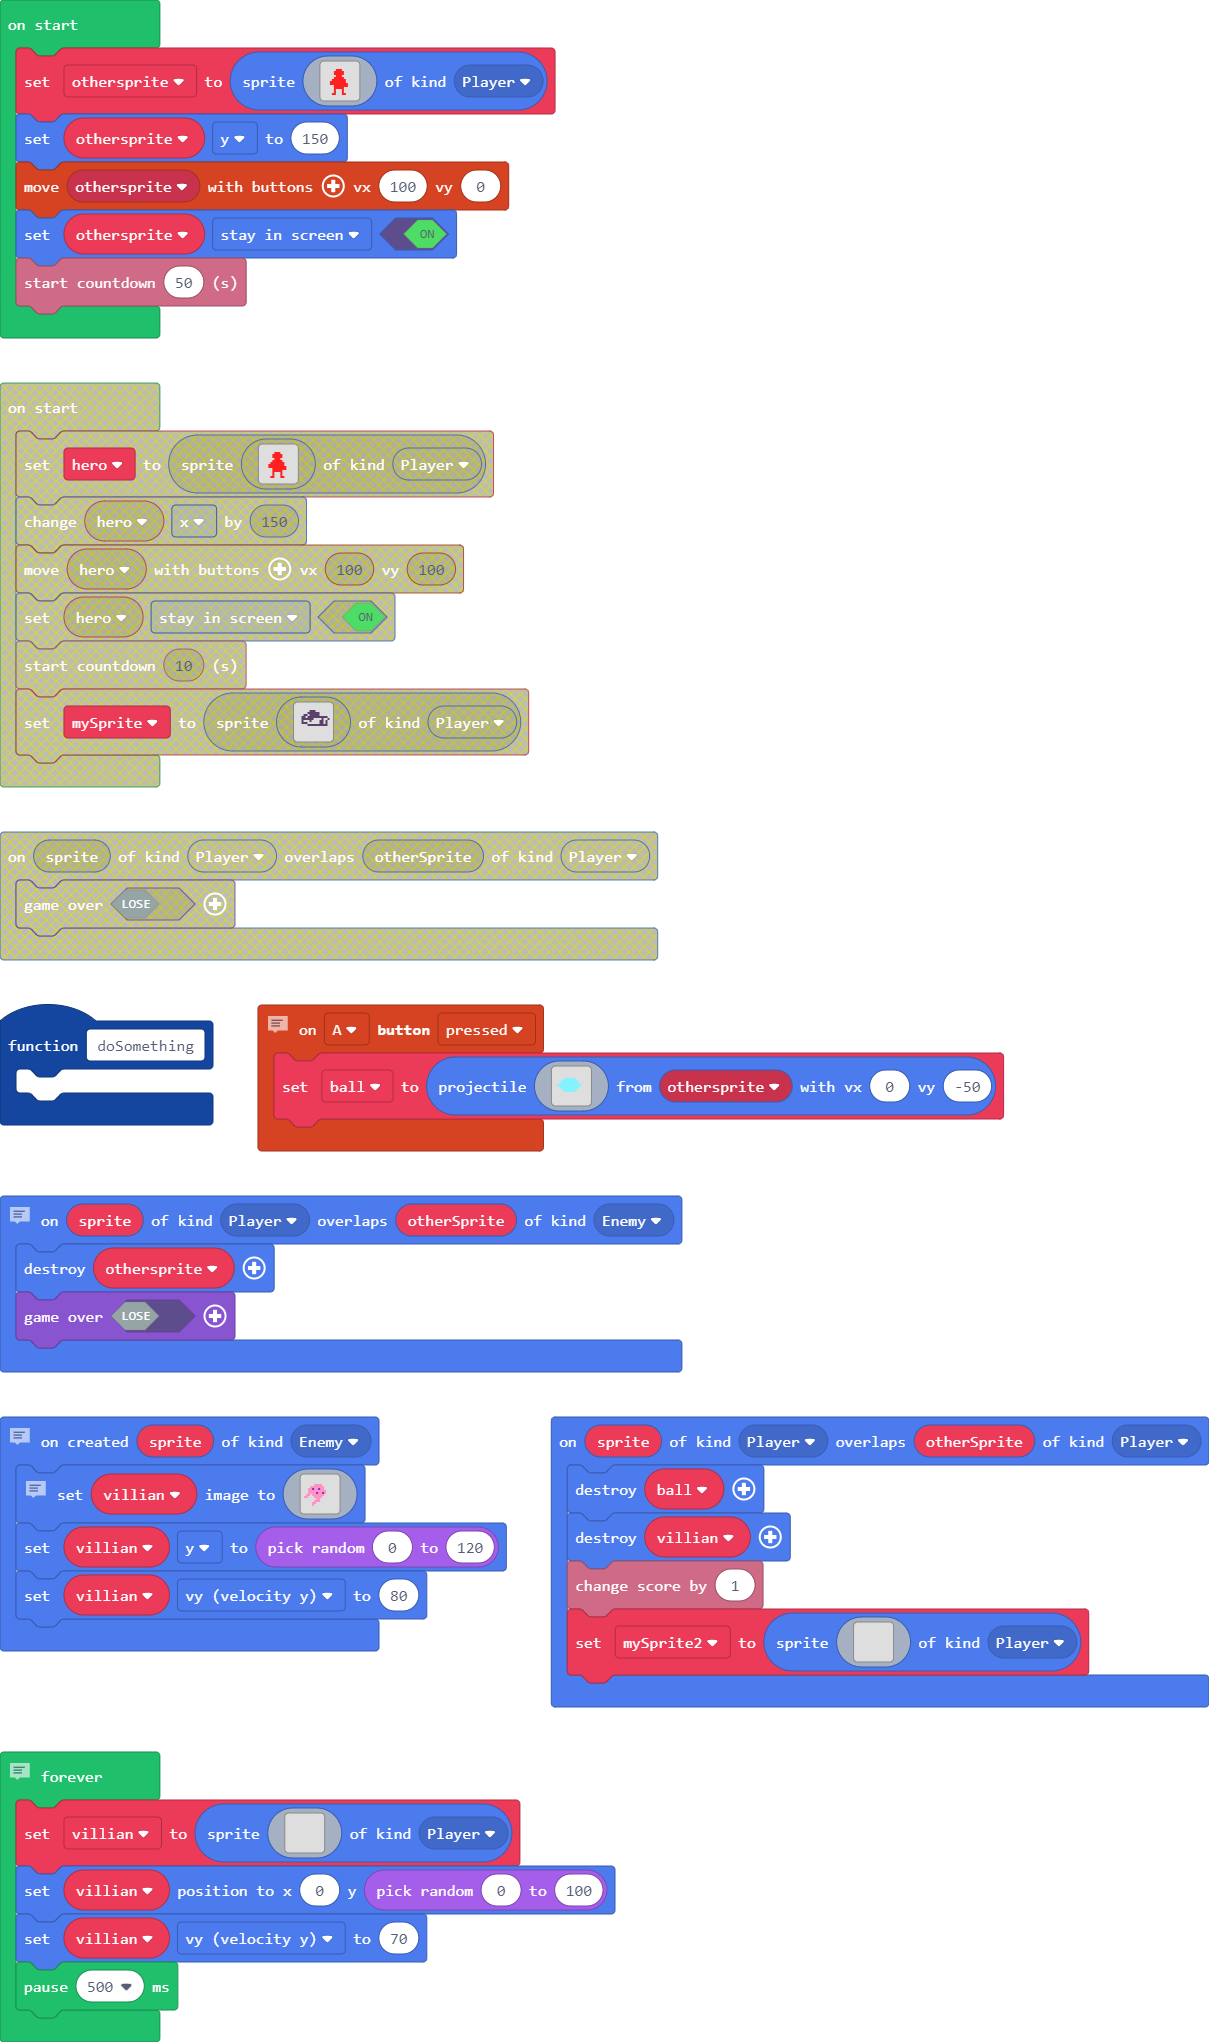 on start
set othersprite to sprite of kind Player
set othersprite y to 150
move othersprite with buttons vx 100 vy 0
set othersprite stay in screen ON
start countdown 50 (s)
on start
set hero to sprite of kind Player
change hero x by 150
move hero with buttons vx 100 vy 100
set hero stay in screen ON
start countdown 10 (s)
set mySprite to sprite of kind Player
on sprite of kind Player overlaps otherSprite of kind Player
game over LOSE
function doSomething
on A button pressed
set ball to projectile from othersprite with vx 0 vy -50
on sprite of kind Player overlaps otherSprite of kind Enemy
destroy othersprite
game over LOSE
on created sprite of kind Enemy
set villian image to
set villian y to pick random 0 to 120
set villian vy (velocity y) to 80
on sprite of kind Player overlaps otherSprite of kind Player
destroy ball
destroy villian
change score by 1
set mySprite2 to sprite of kind Player
forever
set villian to sprite of kind Player
set villian position to x 0 y pick random 0 to 100
set villian vy (velocity y) to 70
pause 500 ms